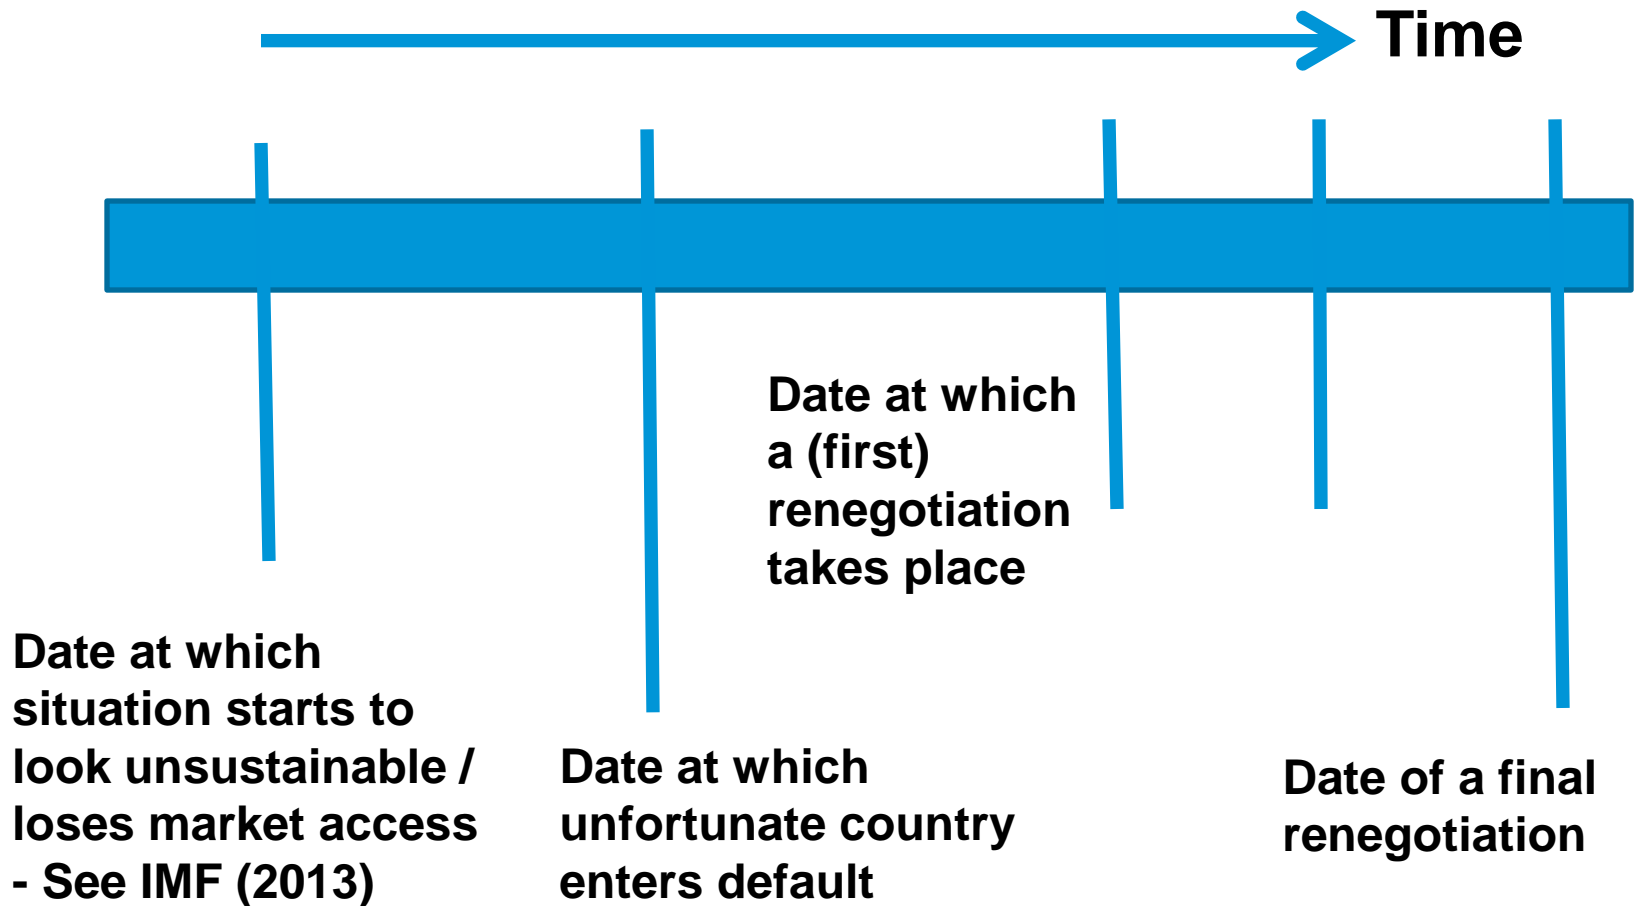 Time
Date at which
situation starts to
look unsustainable /
loses market access
- See IMF (2013)
Date at which
unfortunate country
enters default
Date at which
a (first)
renegotiation
takes place
Date of a final
renegotiation